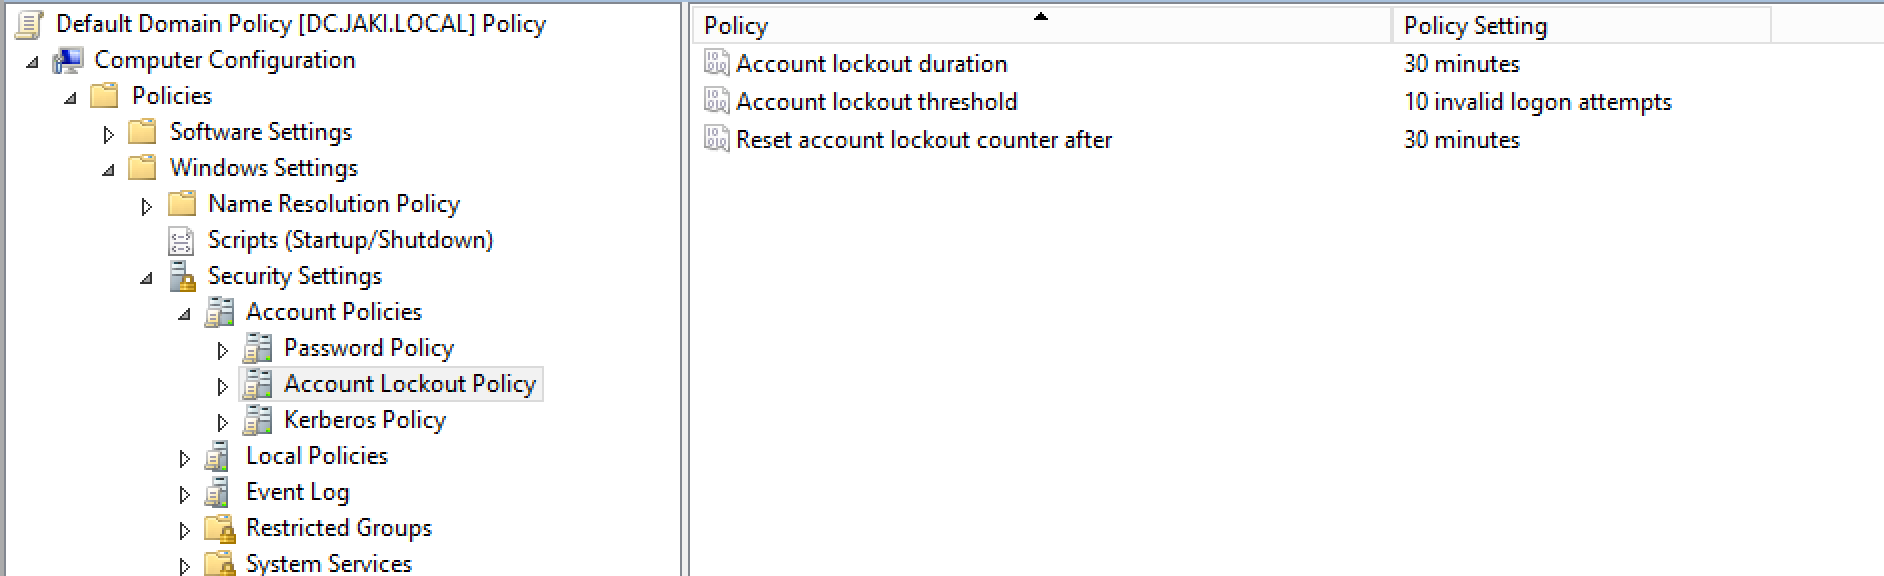 Default Domain Policy [DC.JAKI.LOCAL] Policy
Computer Configuration
Policies
Software Settings
Windows Settings
Name Resolution Policy
Scripts (Startup/Shutdown)
Security Settings
Account Policies
Password Policy
Account Lockout Policy
Kerberos Policy
Local Policies
Event Log
Restricted Groups
System Services
Policy Policy Setting
Account lockout duration 30 minutes
Account lockout threshold 10 invalid logon attempts
Reset account lockout counter after 30 minutes